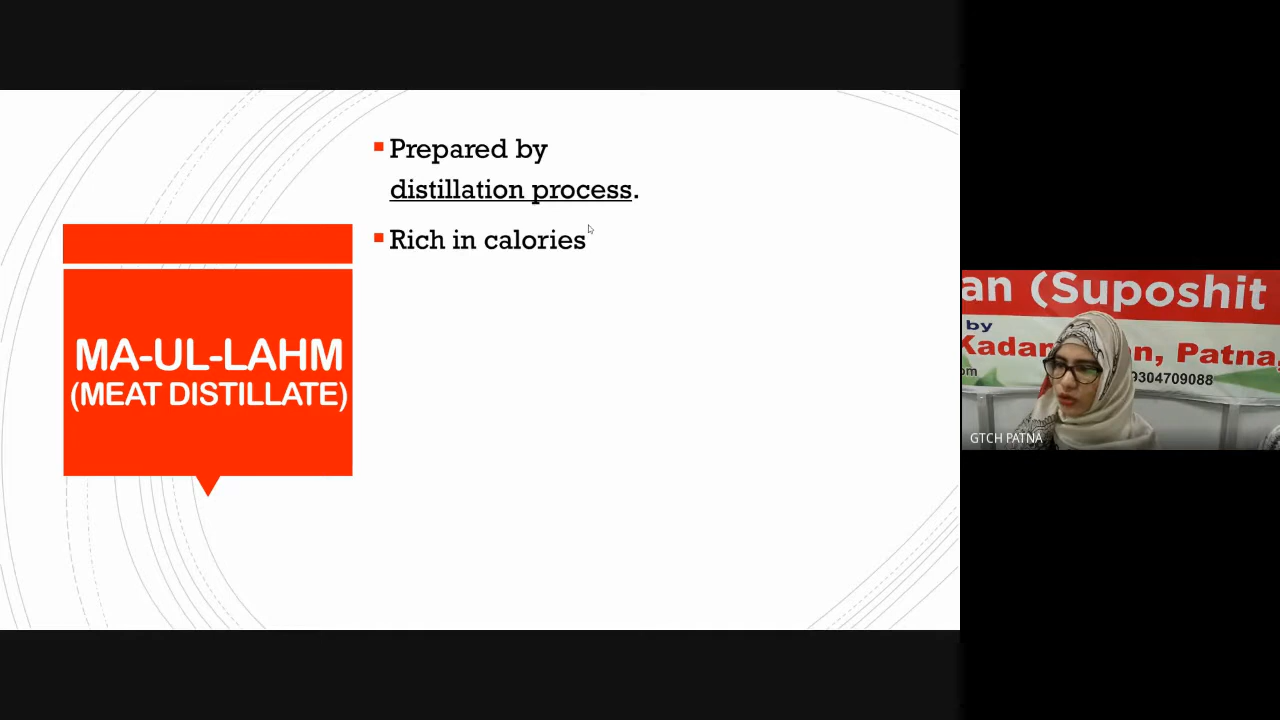 Prepared by
distillation process.
Rich in calories
MA-UL-LAHM
(MEAT DISTILLATE)
an (Suposhit
by
Patna,
om
9304709088
GTCH PATNA